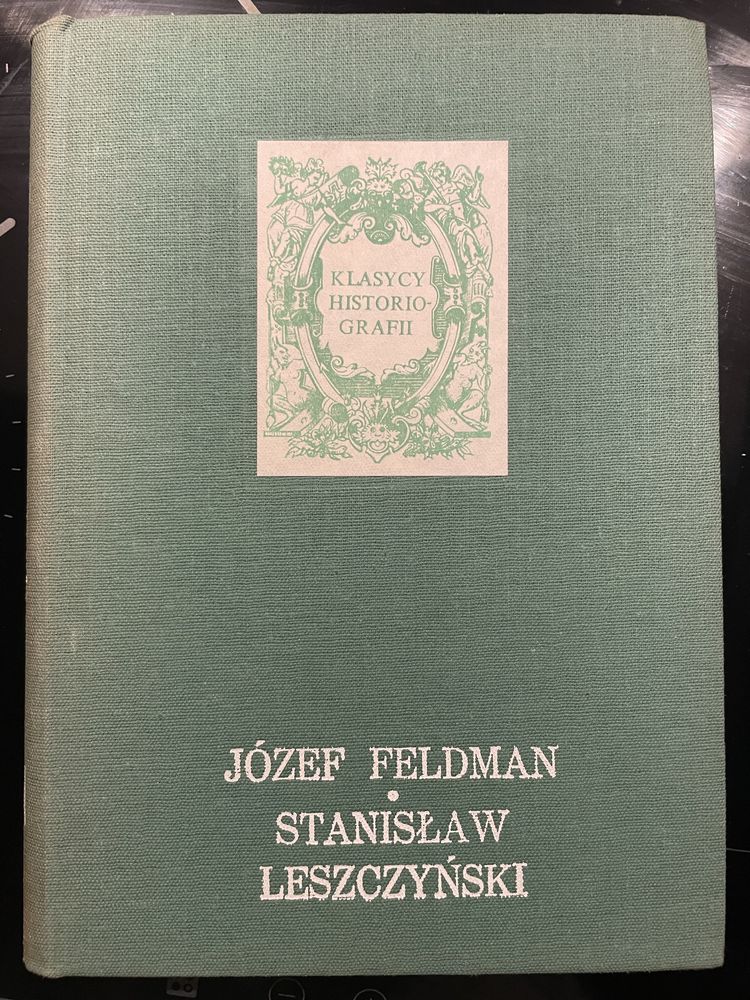 KLASYCY
HISTORIO-
GRAFII
JÓZEF FELDMAN
•
STANISŁAW
LESZCZYŃSKI